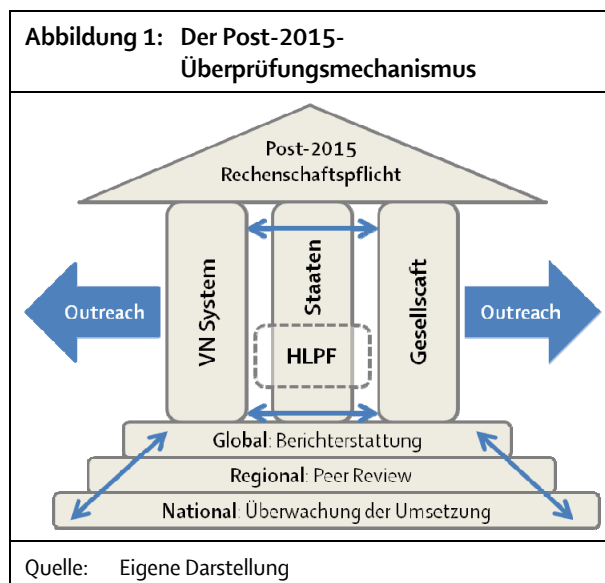 Abbildung 1: Der Post-2015-
Überprüfungsmechanismus
Post-2015
Rechenschaftspflicht
Outreach
VN System
Staaten
HLPF
Gesellscaft
Outreach
Global: Berichterstattung
Regional: Peer Review
National: Überwachung der Umsetzung
Quelle: Eigene Darstellung